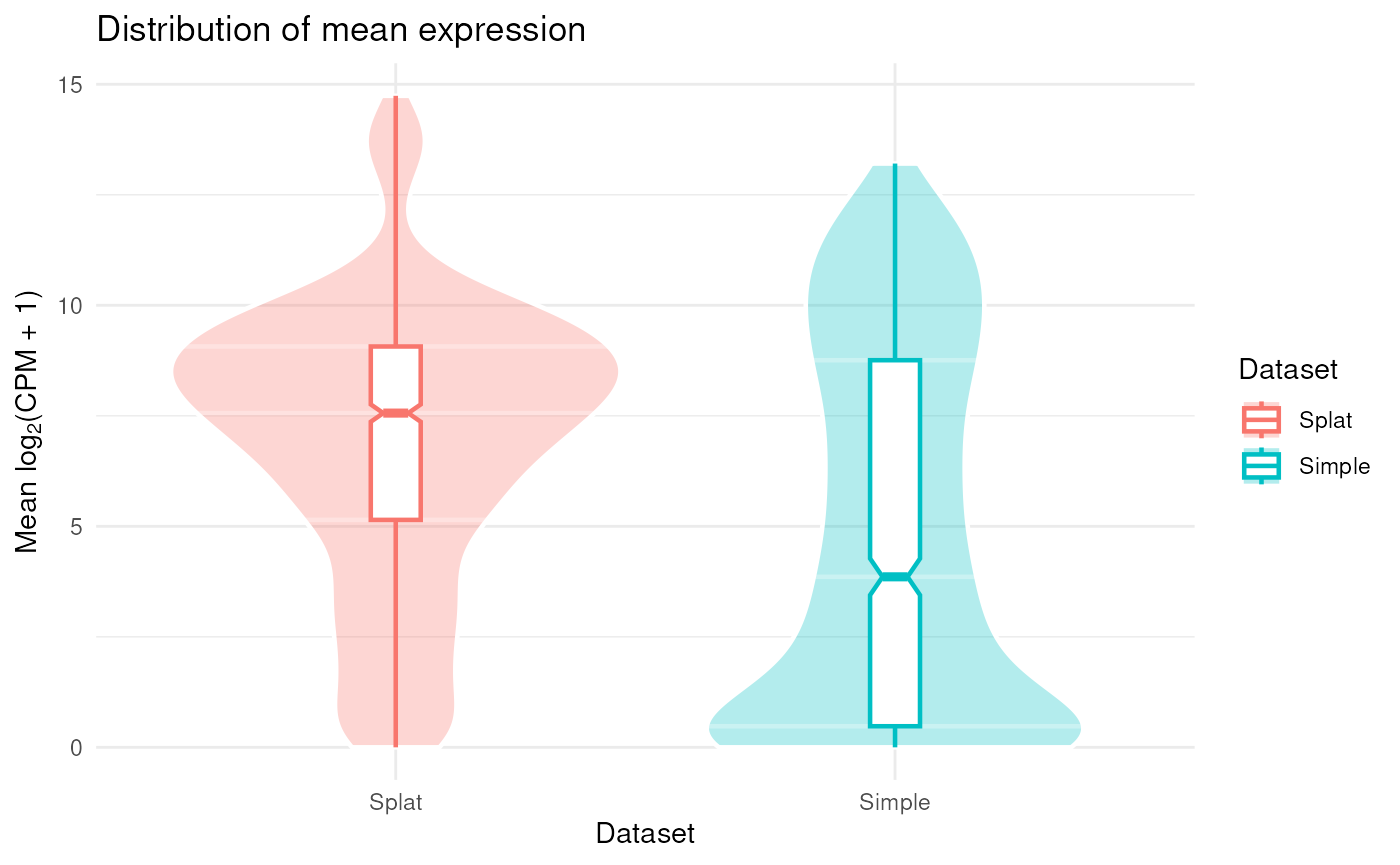 Distribution of mean expression
15
10
5
0
Mean log₂(CPM + 1)
Splat
Simple
Dataset
Dataset
Splat
Simple